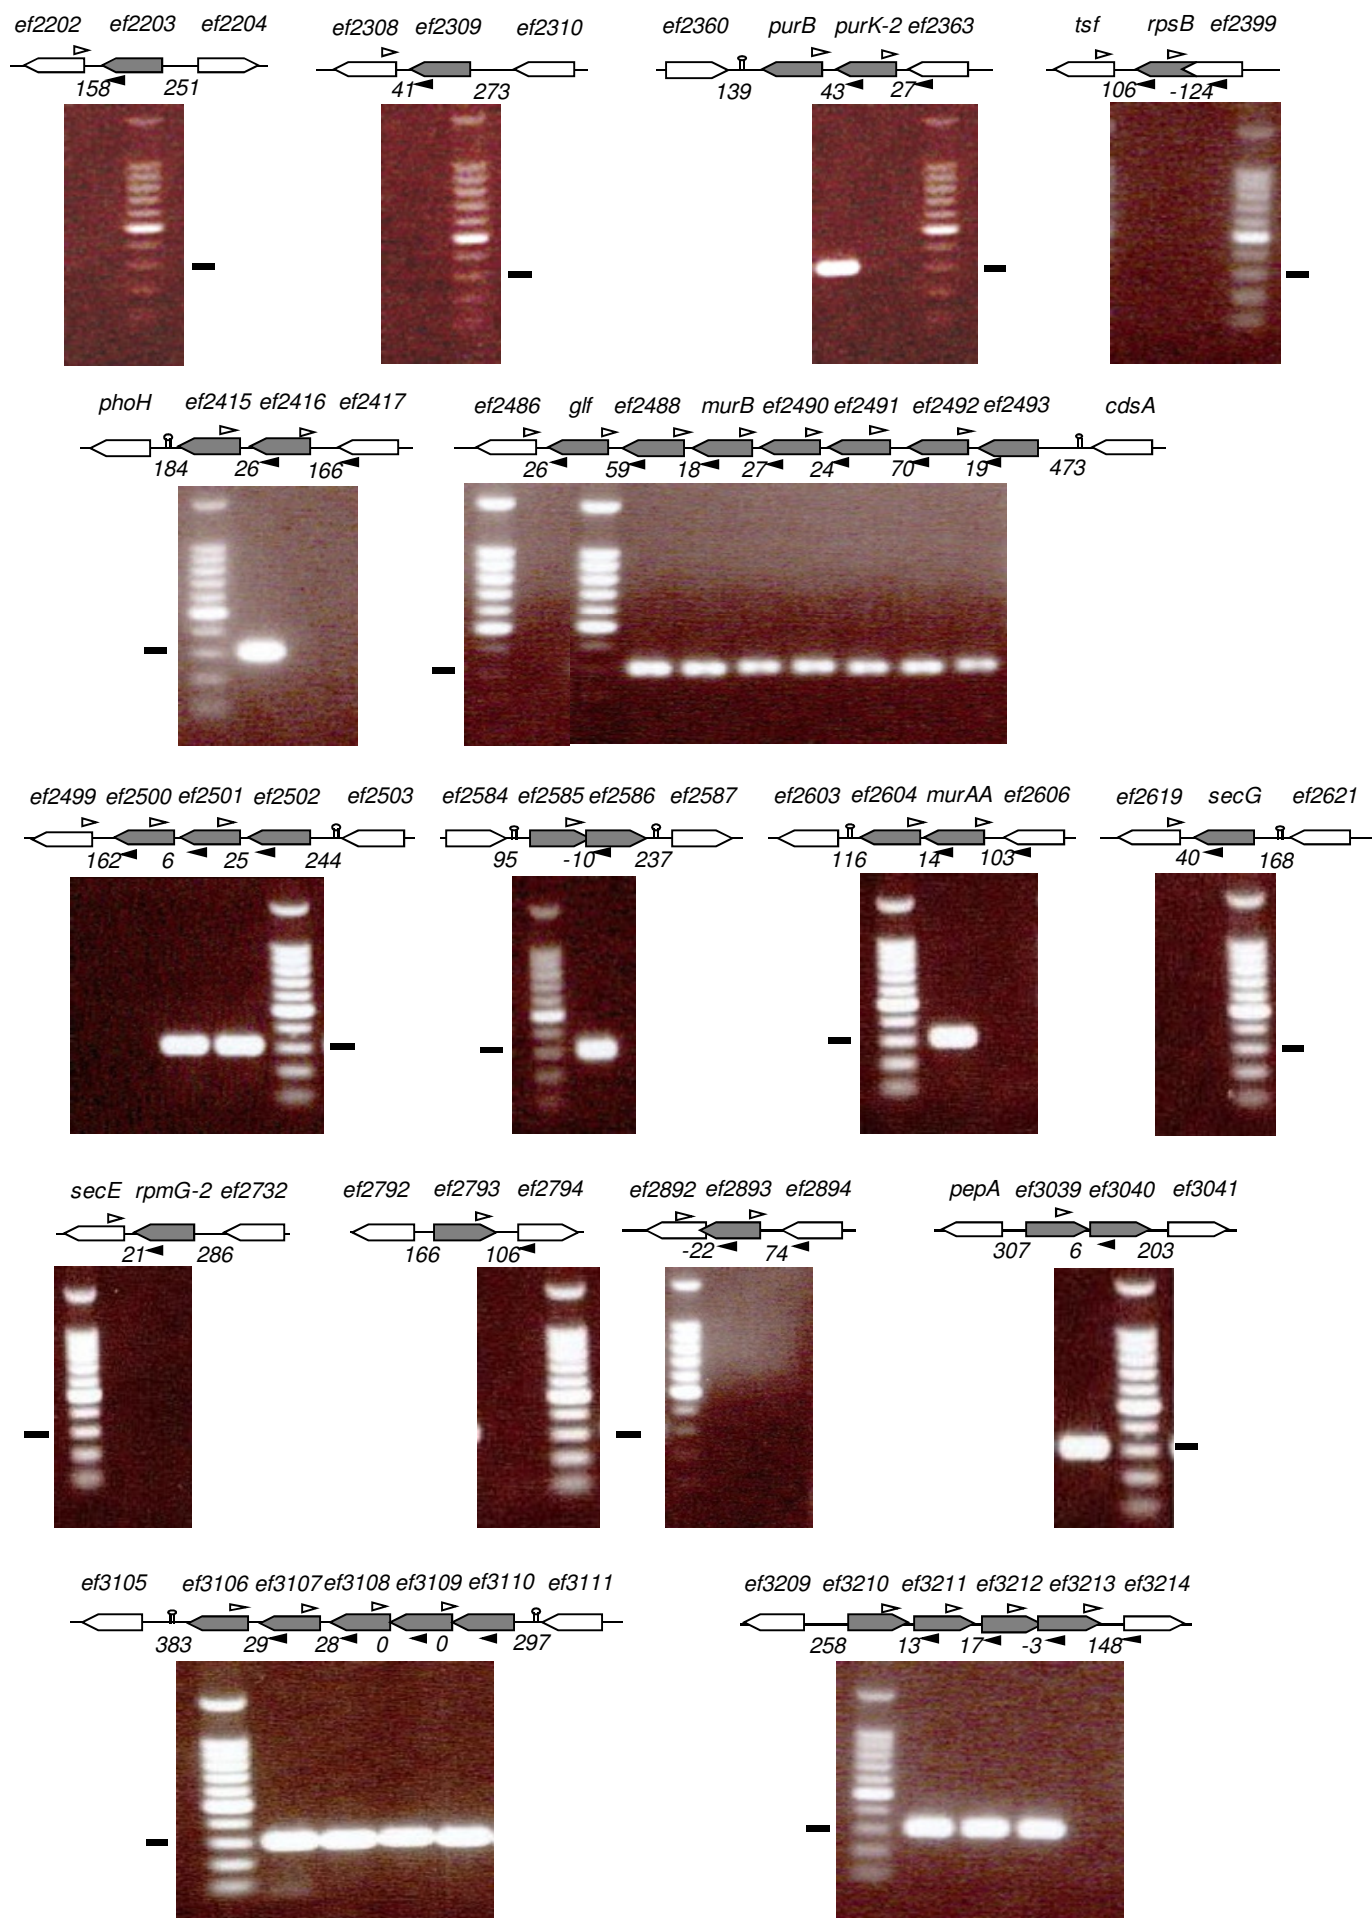 ef2202 ef2203 ef2204
158 251
ef2308 ef2309 ef2310
41 273
ef2360 purB purK-2 ef2363
139 43 27
tsf rpsB ef2399
106 -124
phoH ef2415 ef2416 ef2417
184 26 166
ef2486 glf ef2488 murB ef2490 ef2491 ef2492 ef2493 cdsA
26 59 18 27 24 70 19 473
ef2499 ef2500 ef2501 ef2502 ef2503
162 6 25 244
ef2584 ef2585 ef2586 ef2587
95 -10 237
ef2603 ef2604 murAA ef2606
116 14 103
ef2619 secG ef2621
40 168
secE rpmG-2 ef2732
21 286
ef2792 ef2793 ef2794
166 106
ef2892 ef2893 ef2894
-22 74
pepA ef3039 ef3040 ef3041
307 6 203
ef3105 ef3106 ef3107 ef3108 ef3109 ef3110 ef3111
383 29 28 0 0 297
ef3209 ef3210 ef3211 ef3212 ef3213 ef3214
258 13 17 -3 148